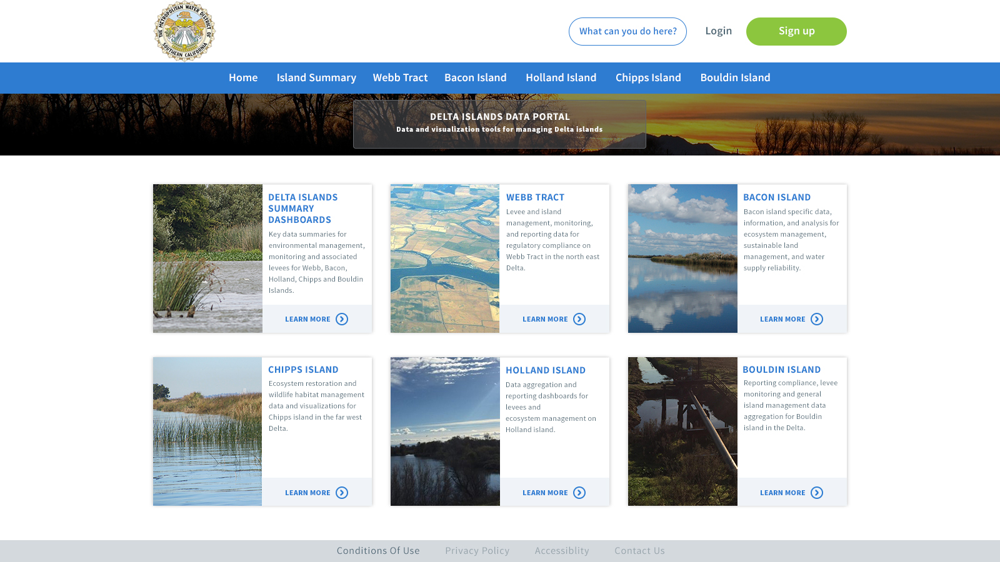 THE METROPOLITAN WATER DISTRICT OF
SOUTHERN CALIFORNIA
What can you do here?
Login
Sign up
Home
Island Summary
Webb Tract
Bacon Island
Holland Island
Chipps Island
Bouldin Island
DELTA ISLANDS DATA PORTAL
Data and visualization tools for managing Delta islands
DELTA ISLANDS
SUMMARY
DASHBOARDS
Key data summaries for
environmental management,
monitoring and associated
levees for Webb, Bacon,
Holland, Chipps and Bouldin
Islands.
LEARN MORE
WEBB TRACT
Levee and island
management, monitoring,
and reporting data for
regulatory compliance on
Webb Tract in the north east
Delta.
LEARN MORE
BACON ISLAND
Bacon island specific data,
information, and analysis for
ecosystem management,
sustainable land
management, and water
supply reliability.
LEARN MORE
CHIPPS ISLAND
Ecosystem restoration and
wildlife habitat management
data and visualizations for
Chipps island in the far west
Delta.
LEARN MORE
HOLLAND ISLAND
Data aggregation and
reporting dashboards for
levees and
ecosystem management on
Holland island.
LEARN MORE
BOULDIN ISLAND
Reporting compliance, levee
monitoring and general
island management data
aggregation for Bouldin
island in the Delta.
LEARN MORE
Conditions Of Use
Privacy Policy
Accessiblity
Contact Us